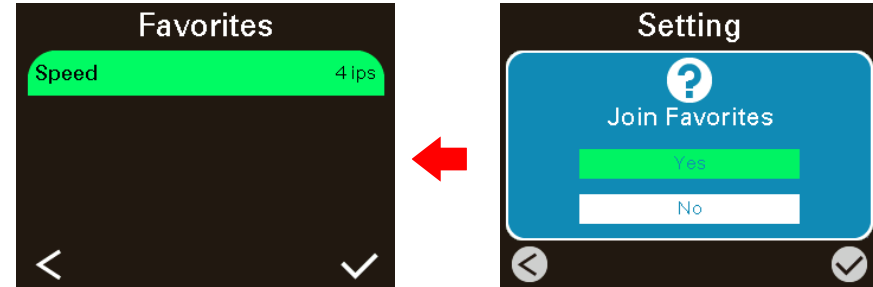 Favorites
Speed 4 ips
Setting
?
Join Favorites
Yes
No